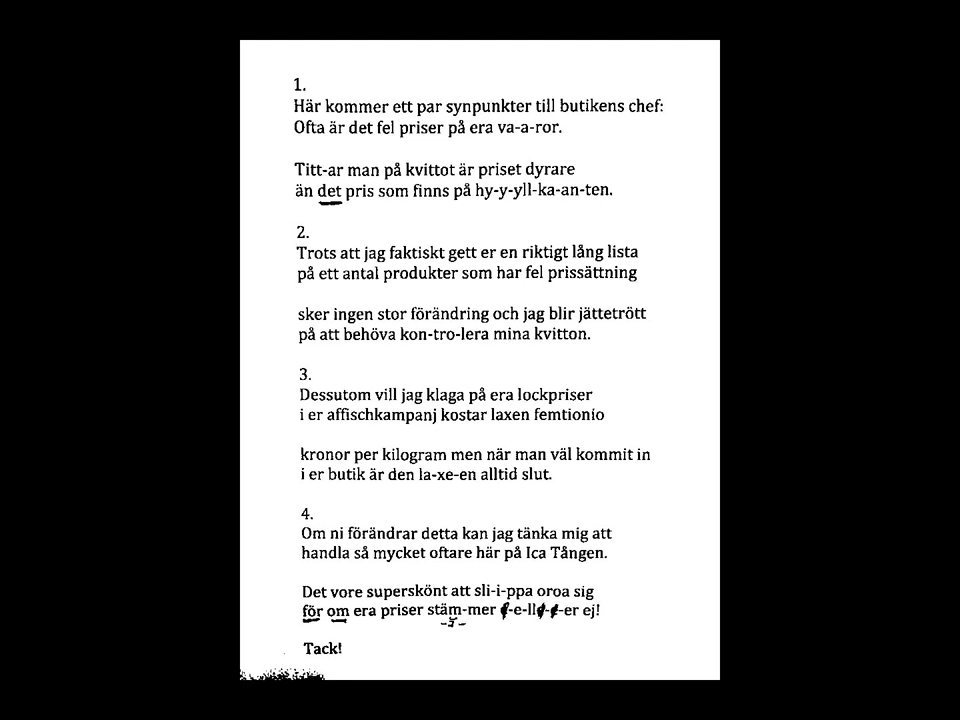 1.
Här kommer ett par synpunkter till butikens chef:
Ofta är det fel priser på era va-a-ror.
Titt-ar man på kvittot är priset dyrare
än det pris som finns på hy-y-yll-ka-an-ten.
2.
Trots att jag faktiskt gett er en riktigt lång lista
på ett antal produkter som har fel prissättning
sker ingen stor förändring och jag blir jättetrött
på att behöva kon-tro-lera mina kvitton.
3.
Dessutom vill jag klaga på era lockpriser
i er affischkampanj kostar laxen femtionio
kronor per kilogram men när man väl kommit in
i er butik är den la-xe-en alltid slut.
4.
Om ni förändrar detta kan jag tänka mig att
handla så mycket oftare här på Ica Tången.
Det vore superskönt att sli-i-ppa oroa sig
för om era priser stäm-mer ej!
Tack!